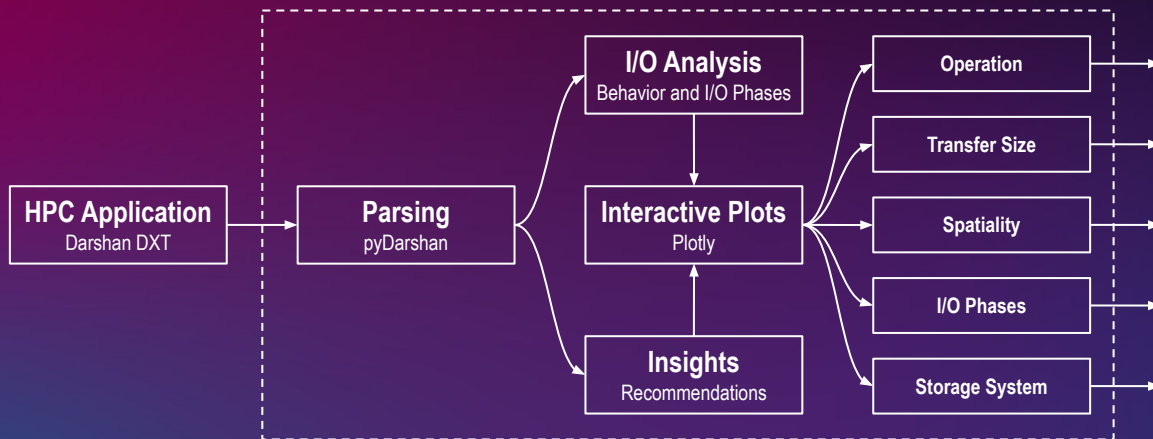 HPC Application
Darshan DXT
Parsing
pyDarshan
I/O Analysis
Behavior and I/O Phases
Interactive Plots
Plotly
Insights
Recommendations
Operation
Transfer Size
Spatiality
I/O Phases
Storage System